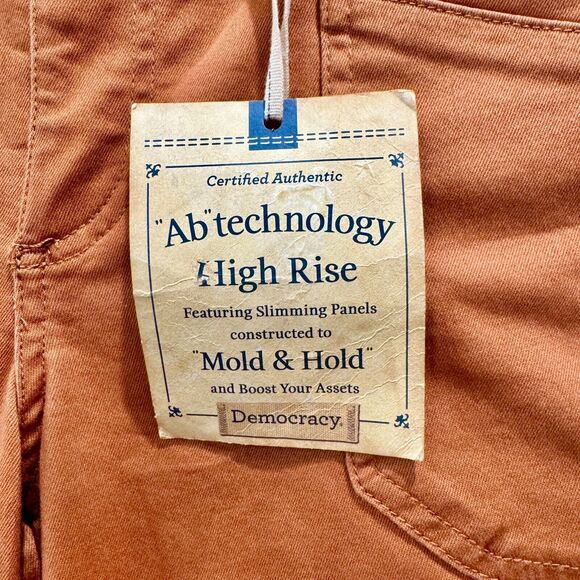 Certified Authentic
"Ab"technology
High Rise
Featuring Slimming Panels
constructed to
"Mold & Hold"
and Boost Your Assets
Democracy®